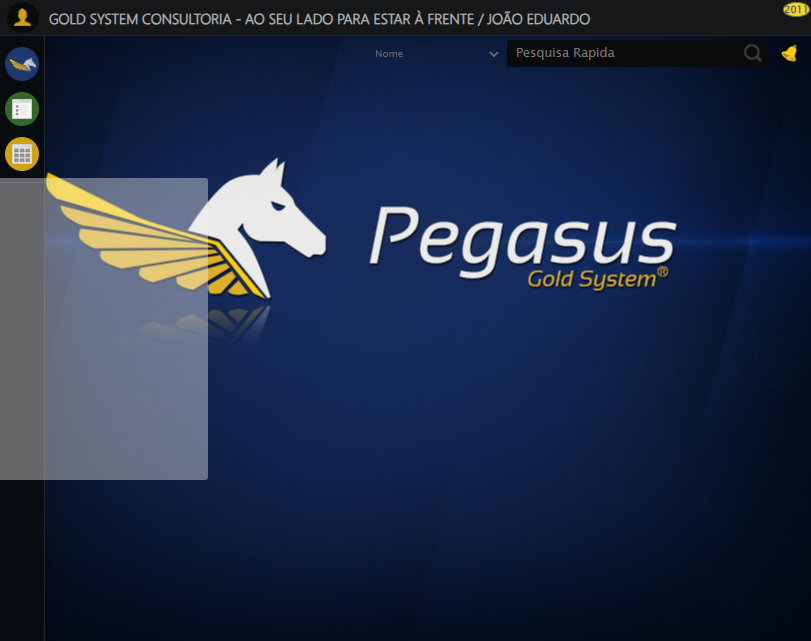 GOLD SYSTEM CONSULTORIA - AO SEU LADO PARA ESTAR À FRENTE / JOÃO EDUARDO
2011
Nome
Pesquisa Rapida
Pegasus
Gold System®